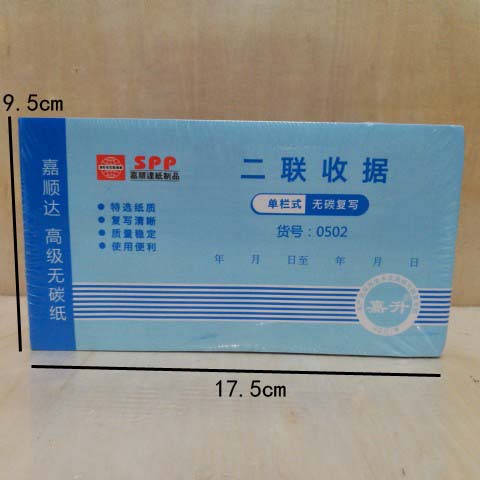 9.5cm
嘉顺达 高级无碳纸
SPP
嘉顺達紙制品
二联收据
单栏式 无碳复写
特选纸质
复写清晰
质量稳定
使用便利
货号:0502
年 月 日至 年 月 日
嘉升
17.5cm